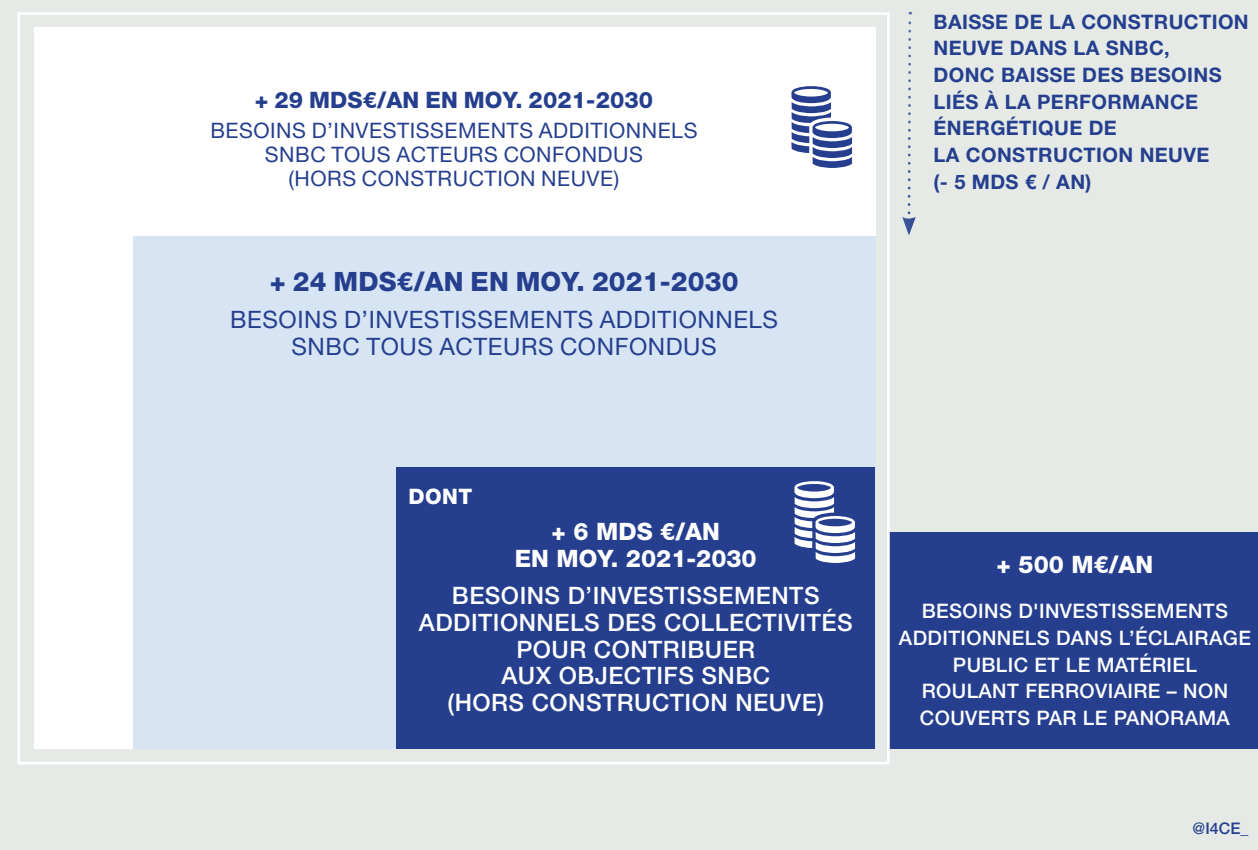 + 29 MDS€/AN EN MOY. 2021-2030
BESOINS D’INVESTISSEMENTS ADDITIONNELS
SNBC TOUS ACTEURS CONFONDUS
(HORS CONSTRUCTION NEUVE)
BAISSE DE LA CONSTRUCTION
NEUVE DANS LA SNBC,
DONC BAISSE DES BESOINS
LIÉS À LA PERFORMANCE
ÉNERGÉTIQUE DE
LA CONSTRUCTION NEUVE
(- 5 MDS € / AN)
+ 24 MDS€/AN EN MOY. 2021-2030
BESOINS D’INVESTISSEMENTS ADDITIONNELS
SNBC TOUS ACTEURS CONFONDUS
DONT
+ 6 MDS €/AN
EN MOY. 2021-2030
BESOINS D’INVESTISSEMENTS
ADDITIONNELS DES COLLECTIVITÉS
POUR CONTRIBUER
AUX OBJECTIFS SNBC
(HORS CONSTRUCTION NEUVE)
+ 500 M€/AN
BESOINS D'INVESTISSEMENTS
ADDITIONNELS DANS L’ÉCLAIRAGE
PUBLIC ET LE MATÉRIEL
ROULANT FERROVIAIRE – NON
COUVERTS PAR LE PANORAMA
@I4CE_